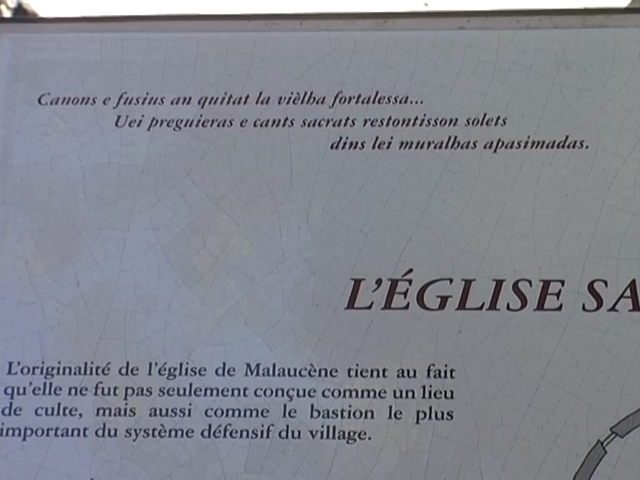 Canons e fusius an quitat la vièlha fortalessa...
Uei preguieras e cants sacrats restontisson solets
dins lei muralhas apasimadas.
L'ÉGLISE SA
L'originalité de l'église de Malaucène tient au fait
qu'elle ne fut pas seulement conçue comme un lieu
de culte, mais aussi comme le bastion le plus
important du système défensif du village.